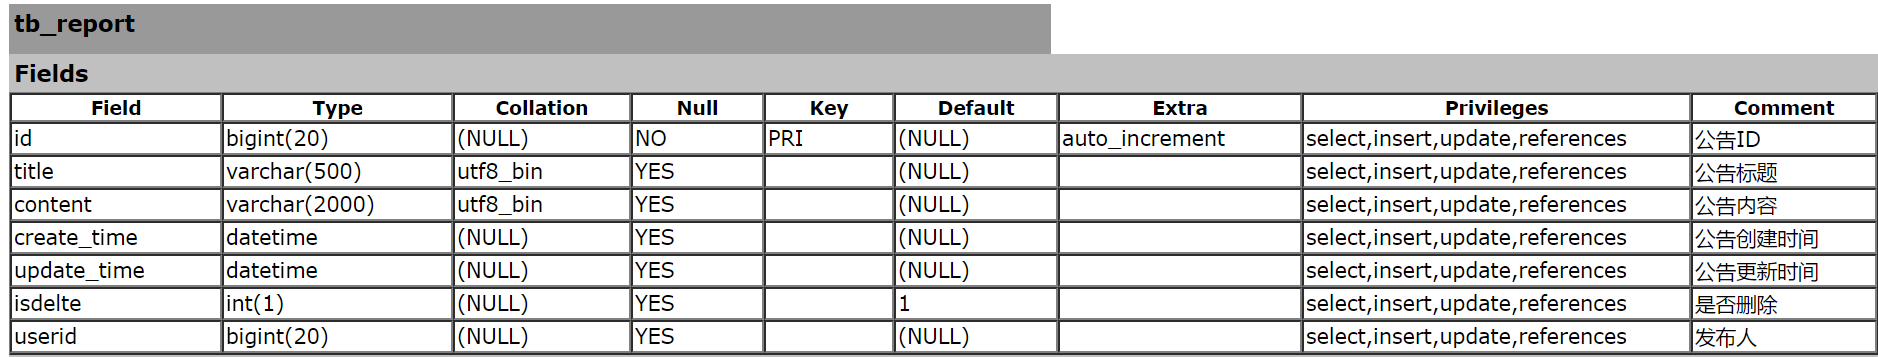 tb_report
Fields
Field Type Collation Null Key Default Extra Privileges Comment
id bigint(20) (NULL) NO PRI (NULL) auto_increment select,insert,update,references 公告ID
title varchar(500) utf8_bin YES (NULL) select,insert,update,references 公告标题
content varchar(2000) utf8_bin YES (NULL) select,insert,update,references 公告内容
create_time datetime (NULL) YES (NULL) select,insert,update,references 公告创建时间
update_time datetime (NULL) YES (NULL) select,insert,update,references 公告更新时间
isdelte int(1) (NULL) YES 1 select,insert,update,references 是否删除
userid bigint(20) (NULL) YES (NULL) select,insert,update,references 发布人